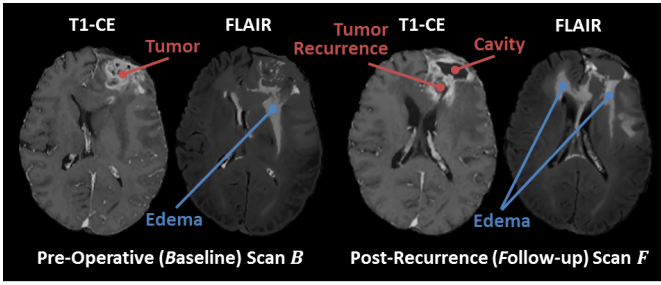 T1-CE
FLAIR
T1-CE
FLAIR
Tumor
Tumor
Recurrence
Cavity
Edema
Edema
Pre-Operative (Baseline) Scan B
Post-Recurrence (Follow-up) Scan F